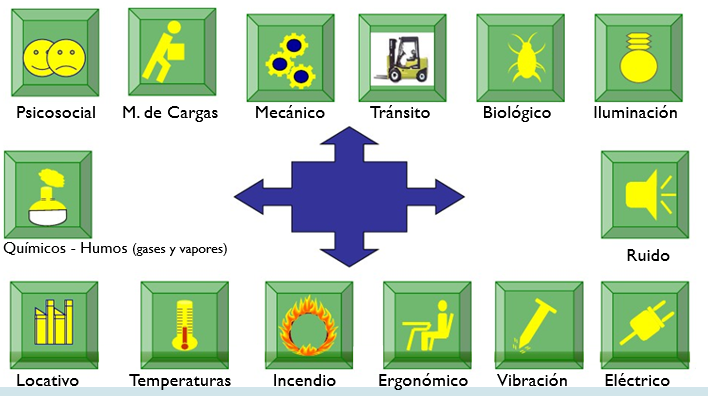 Psicosocial
M. de Cargas
Mecánico
Tránsito
Biológico
Iluminación
Químicos - Humos (gases y vapores)
Ruido
Locativo
Temperaturas
Incendio
Ergonómico
Vibración
Eléctrico